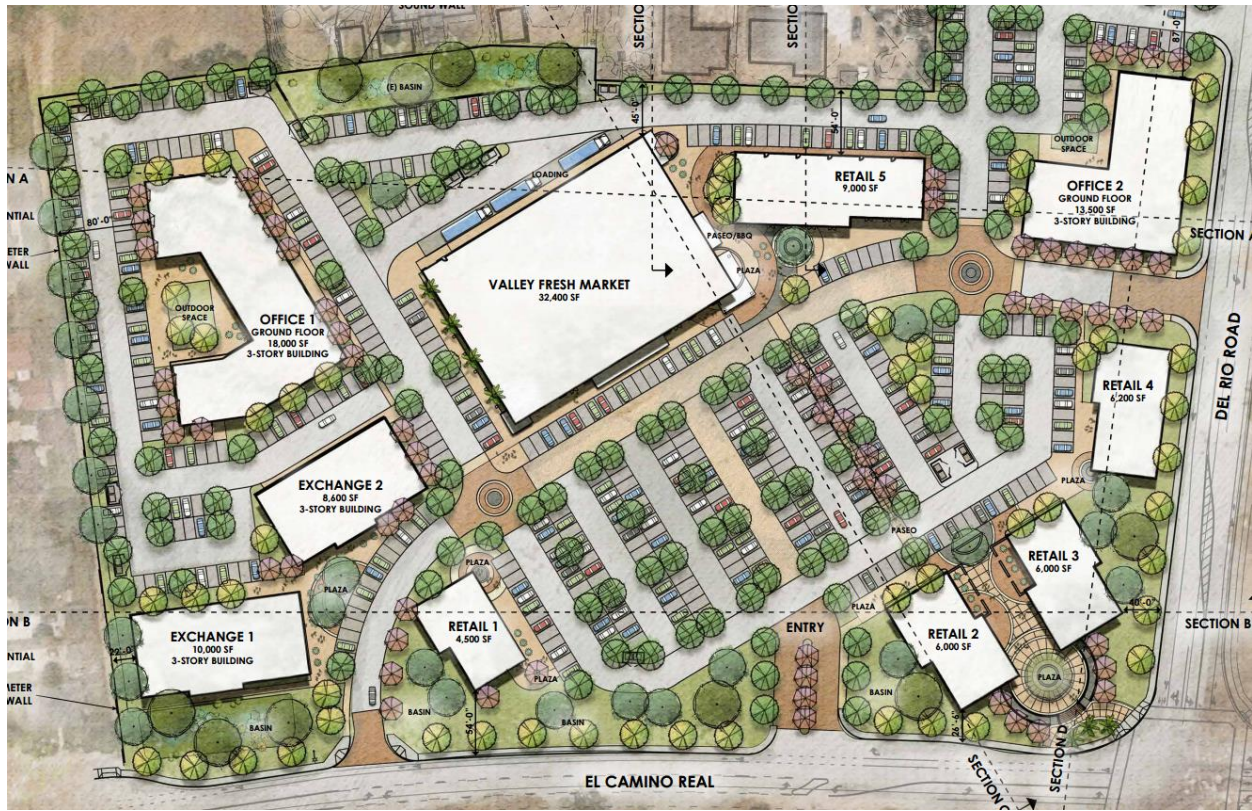 SOUND WALL
SECTIO
SECTIO
87'-0"
(E) BASIN
45'-0"
54'-0"
OUTDOOR
SPACE
LOADING
ON A
RETAIL 5
9,000 SF
OFFICE 2
GROUND FLOOR
13,500 SF
3-STORY BUILDING
NTIAL
80'-0"
METER
WALL
PASEO/BBQ
SECTION A
PLAZA
VALLEY FRESH MARKET
32,400 SF
OUTDOOR
SPACE
OFFICE 1
GROUND FLOOR
18,000 SF
3-STORY BUILDING
DEL RIO ROAD
RETAIL 4
6,200 SF
EXCHANGE 2
8,600 SF
3-STORY BUILDING
PLAZA
PASEO
RETAIL 3
6,000 SF
PLAZA
PLAZA
40'-0"
ON B
EXCHANGE 1
10,000 SF
3-STORY BUILDING
RETAIL 1
4,500 SF
ENTRY
PLAZA
RETAIL 2
6,000 SF
SECTION B
NTIAL
METER
WALL
PLAZA
PLAZA
BASIN
BASIN
BASIN
BASIN
54'-0"
26'-6"
EL CAMINO REAL
SECTION C
SECTION D